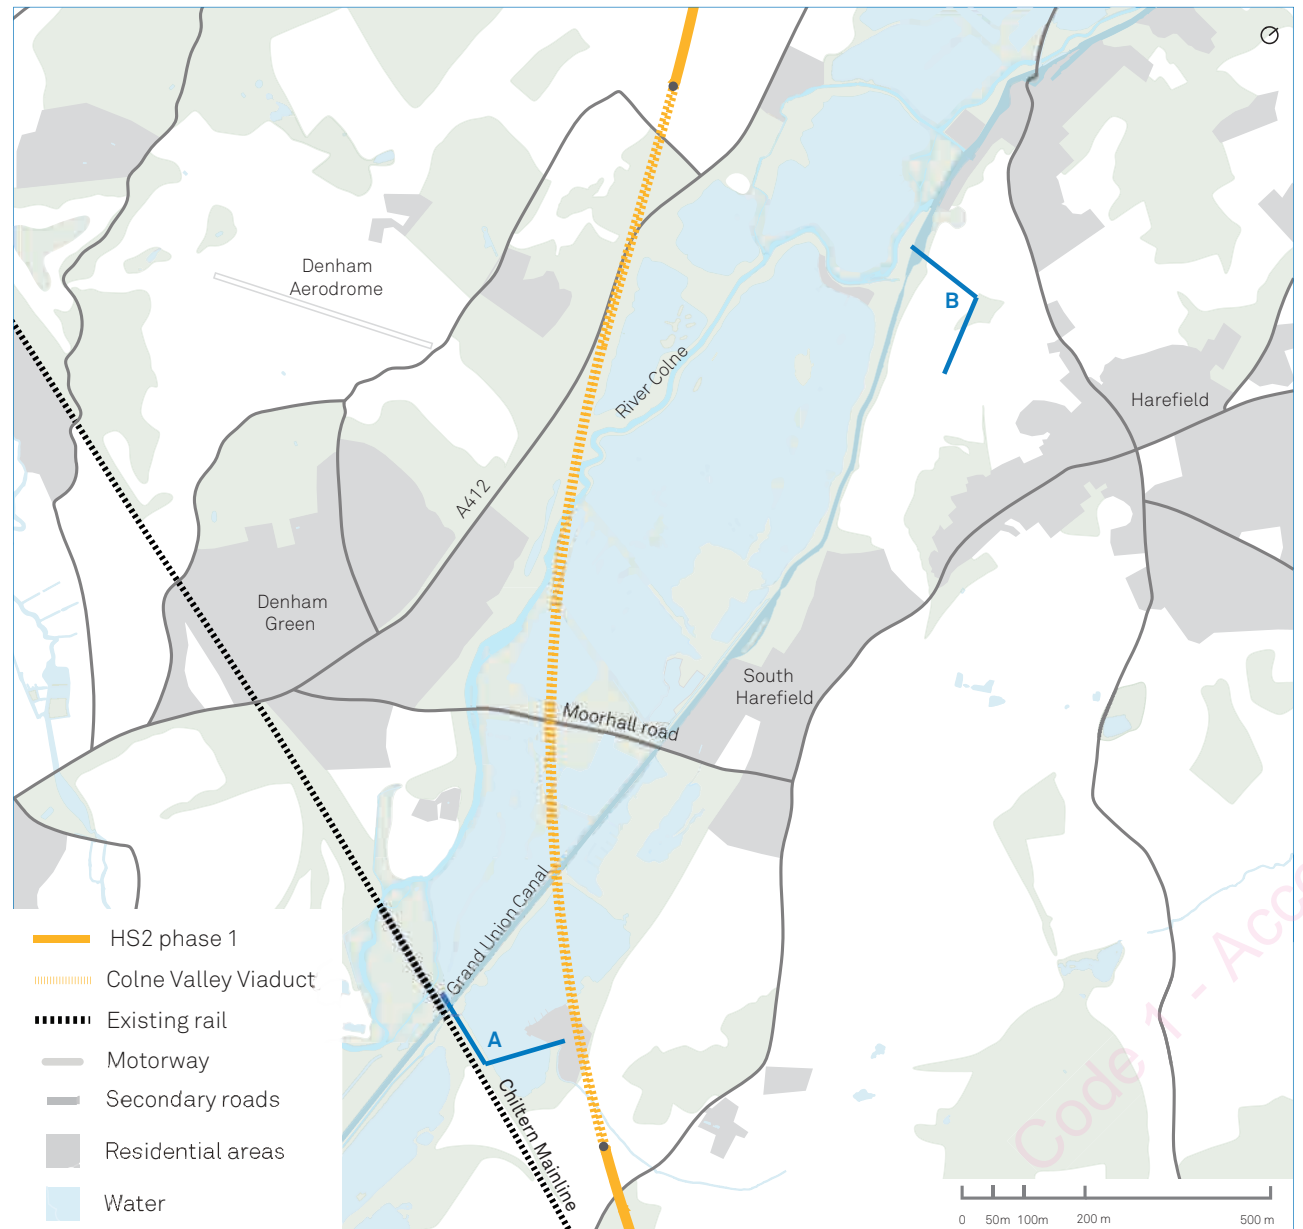 Denham
Aerodrome
B
River Colne
Harefield
A412
Denham
Green
South
Harefield
Moorhall road
Grand Union Canal
A
Chiltern Mainline
HS2 phase 1
Colne Valley Viaduct
Existing rail
Motorway
Secondary roads
Residential areas
Water
Code 1 - Acce
0 50m 100m 200 m 500 m